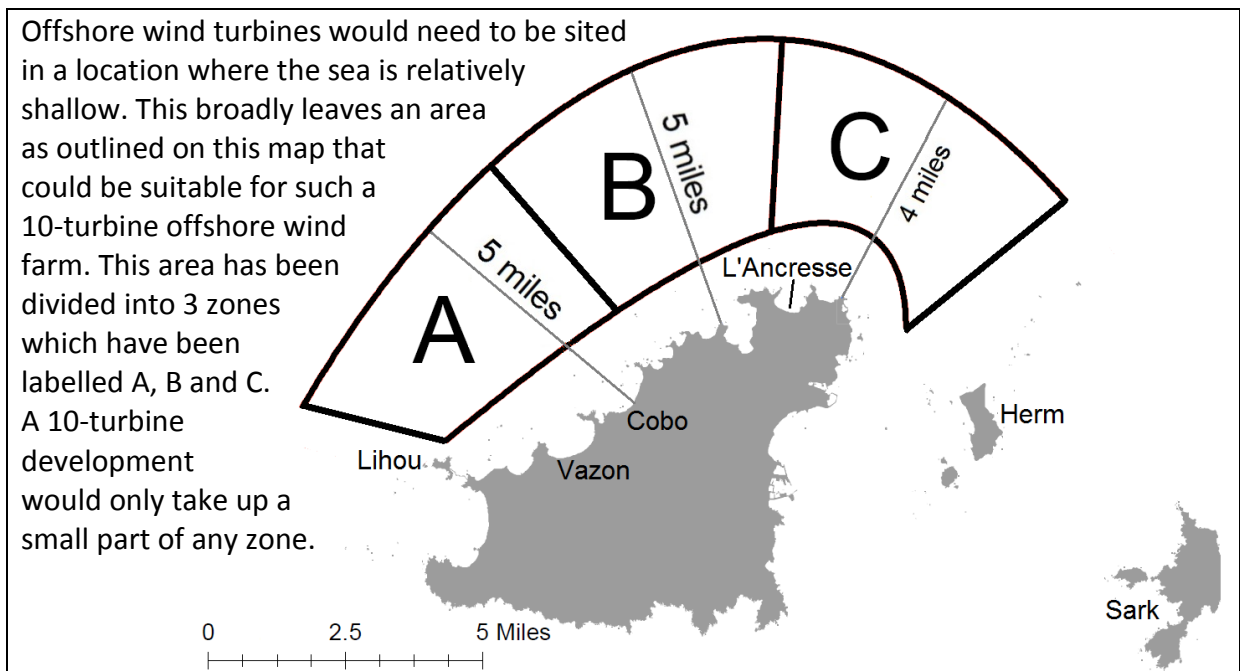 Offshore wind turbines would need to be sited
in a location where the sea is relatively
shallow. This broadly leaves an area
as outlined on this map that
could be suitable for such a
10-turbine offshore wind
farm. This area has been
divided into 3 zones
which have been
labelled A, B and C.
A 10-turbine
development
would only take up a
small part of any zone.
A
5 miles
B
5 miles
C
4 miles
L'Ancresse
Cobo
Lihou
Vazon
Herm
Sark
0 2.5 5 Miles